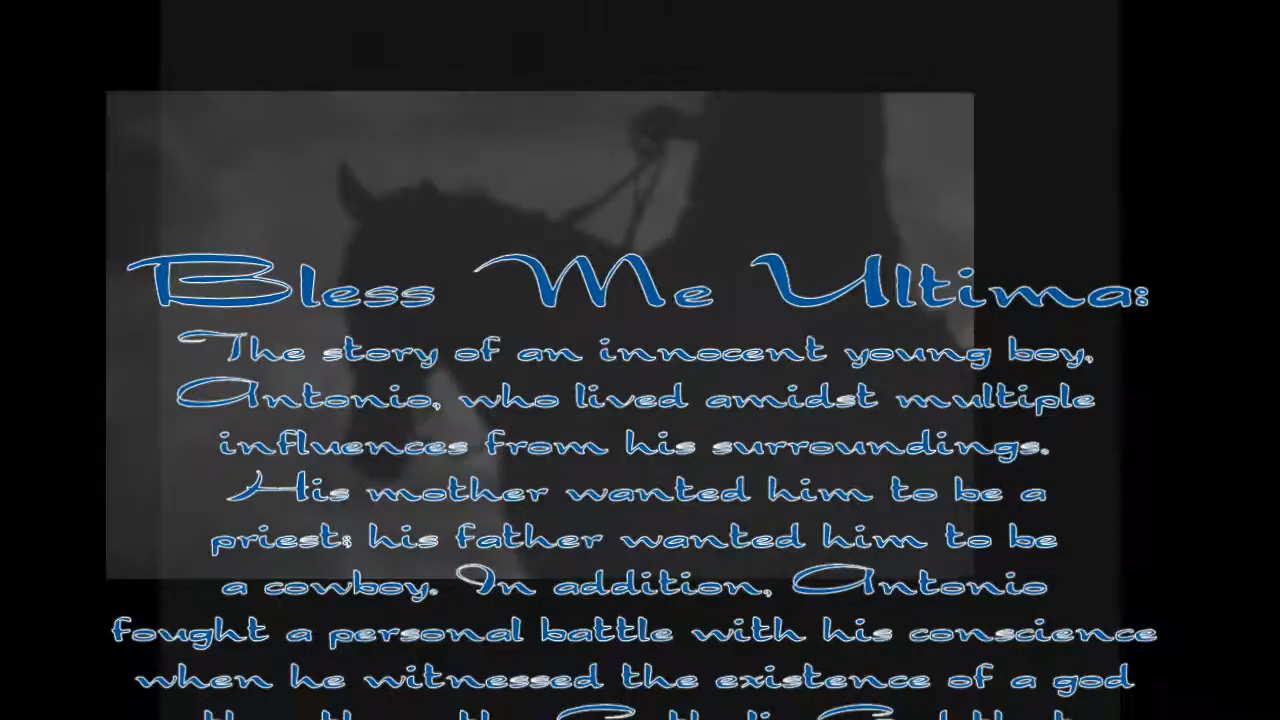 Bless Me Ultima:
The story of an innocent young boy,
Antonio, who lived amidst multiple
influences from his surroundings.
His mother wanted him to be a
priest; his father wanted him to be
a cowboy. In addition, Antonio
fought a personal battle with his conscience
when he witnessed the existence of a god